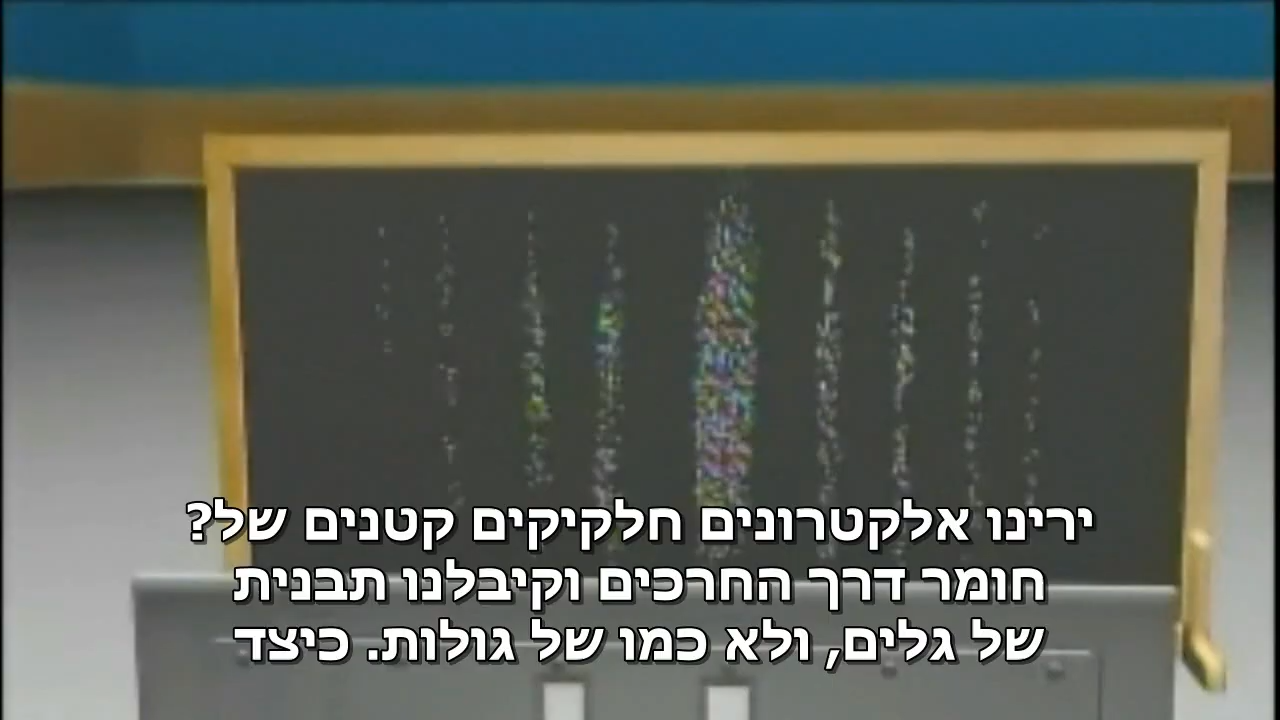 ירינו אלקטרונים חלקיקים קטנים של?
חומר דרך החרכים וקיבלנו תבנית
של גלים, ולא כמו של גולות. כיצד